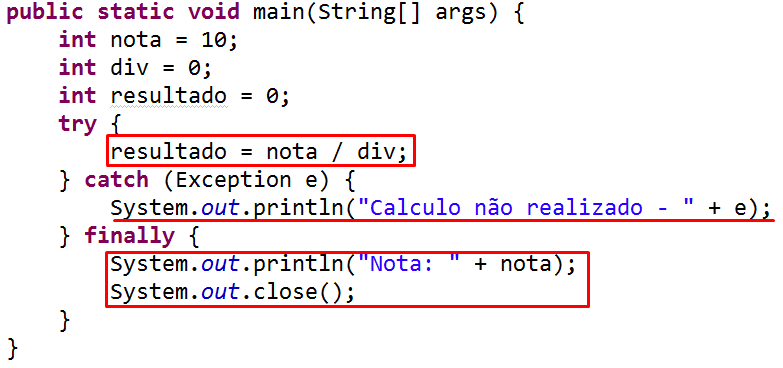 public static void main(String[] args) {
    int nota = 10;
    int div = 0;
    int resultado = 0;
    try {
        resultado = nota / div;
    } catch (Exception e) {
        System.out.println("Calculo não realizado - " + e);
    } finally {
        System.out.println("Nota: " + nota);
        System.out.close();
    }
}